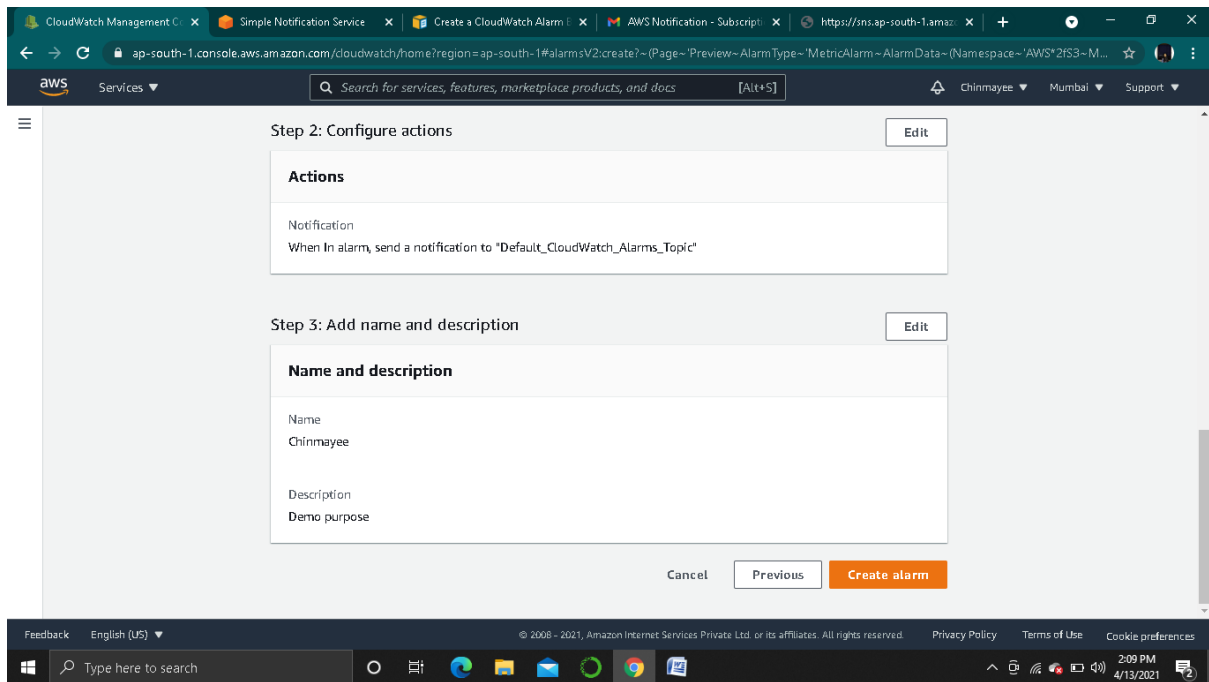 CloudWatch Management C
Simple Notification Service
Create a CloudWatch Alarm
AWS Notification - Subscripti
https://sns.ap-south-1.amaz
ap-south-1.console.aws.amazon.com/cloudwatch/home?region=ap-south-1#alarmsV2:create?~(Page~'Preview~AlarmType~'MetricAlarm~AlarmData~(Namespace~'AWS*2fS3~M...
aws
Services ▼
Search for services, features, marketplace products, and docs
[Alt+S]
Chinmayee ▼
Mumbai ▼
Support ▼
Step 2: Configure actions
Edit
Actions
Notification
When In alarm, send a notification to "Default_CloudWatch_Alarms_Topic"
Step 3: Add name and description
Edit
Name and description
Name
Chinmayee
Description
Demo purpose
Cancel
Previous
Create alarm
Feedback
English (US) ▼
© 2008 - 2021, Amazon Internet Services Private Ltd. or its affiliates. All rights reserved.
Privacy Policy
Terms of Use
Cookie preferences
Type here to search
2:09 PM
4/13/2021
2